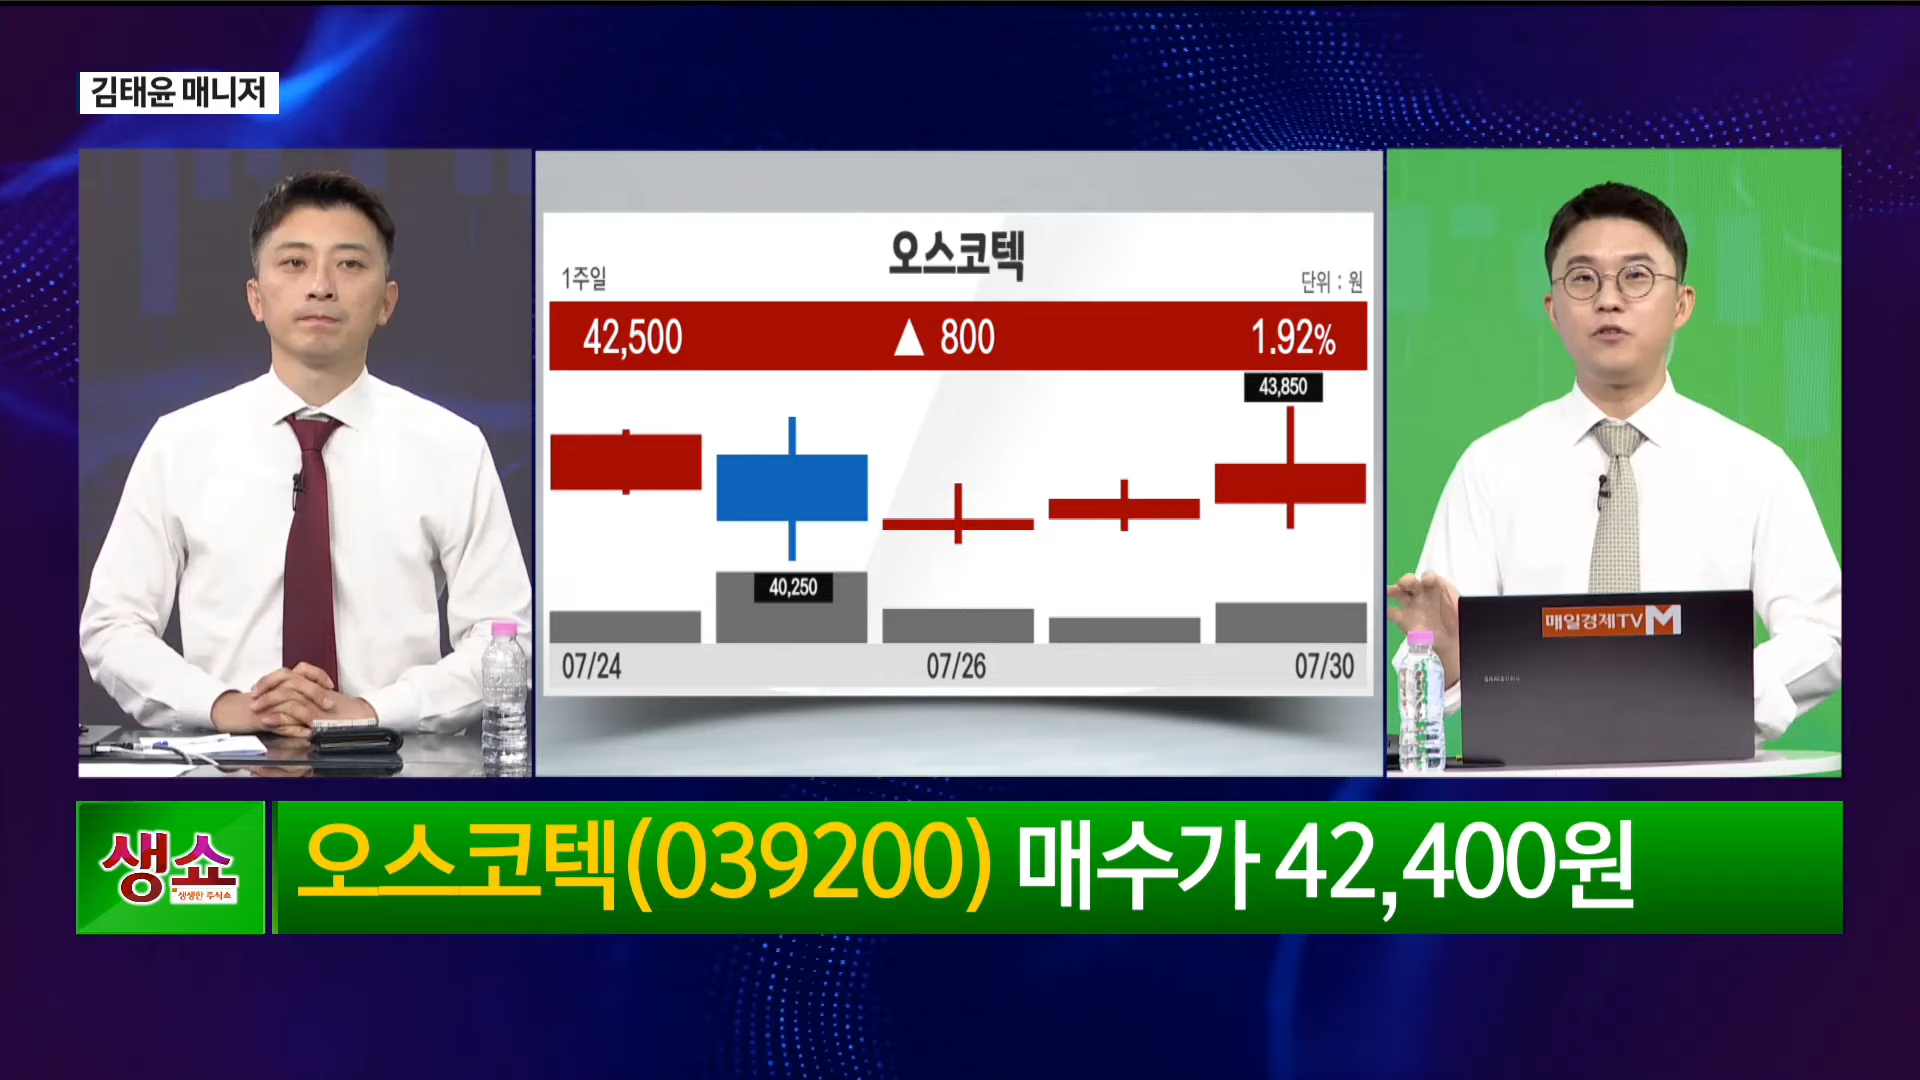 김태윤 매니저
오스코텍
1주일
단위 : 원
42,500 ▲ 800 1.92%
43,850
40,250
07/24 07/26 07/30
매일경제TV M
SAMSUNG
생쇼
생생한 주식쇼
오스코텍(039200) 매수가 42,400원